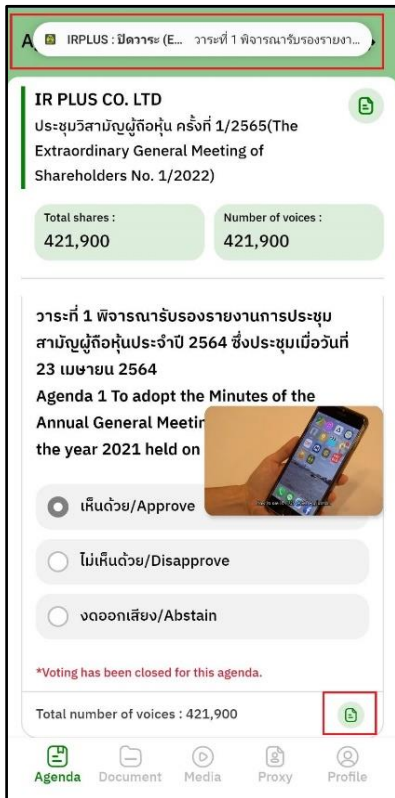 A
IRPLUS : ปิดวาระ (E... วาระที่ 1 พิจารณารับรองรายงา...
IR PLUS CO. LTD
ประชุมวิสามัญผู้ถือหุ้น ครั้งที่ 1/2565(The
Extraordinary General Meeting of
Shareholders No. 1/2022)
Total shares :
421,900
Number of voices :
421,900
วาระที่ 1 พิจารณารับรองรายงานการประชุม
สามัญผู้ถือหุ้นประจำปี 2564 ซึ่งประชุมเมื่อวันที่
23 เมษายน 2564
Agenda 1 To adopt the Minutes of the
Annual General Meetin
the year 2021 held on
เห็นด้วย/Approve
ไม่เห็นด้วย/Disapprove
งดออกเสียง/Abstain
*Voting has been closed for this agenda.
Total number of voices : 421,900
Agenda
Document
Media
Proxy
Profile